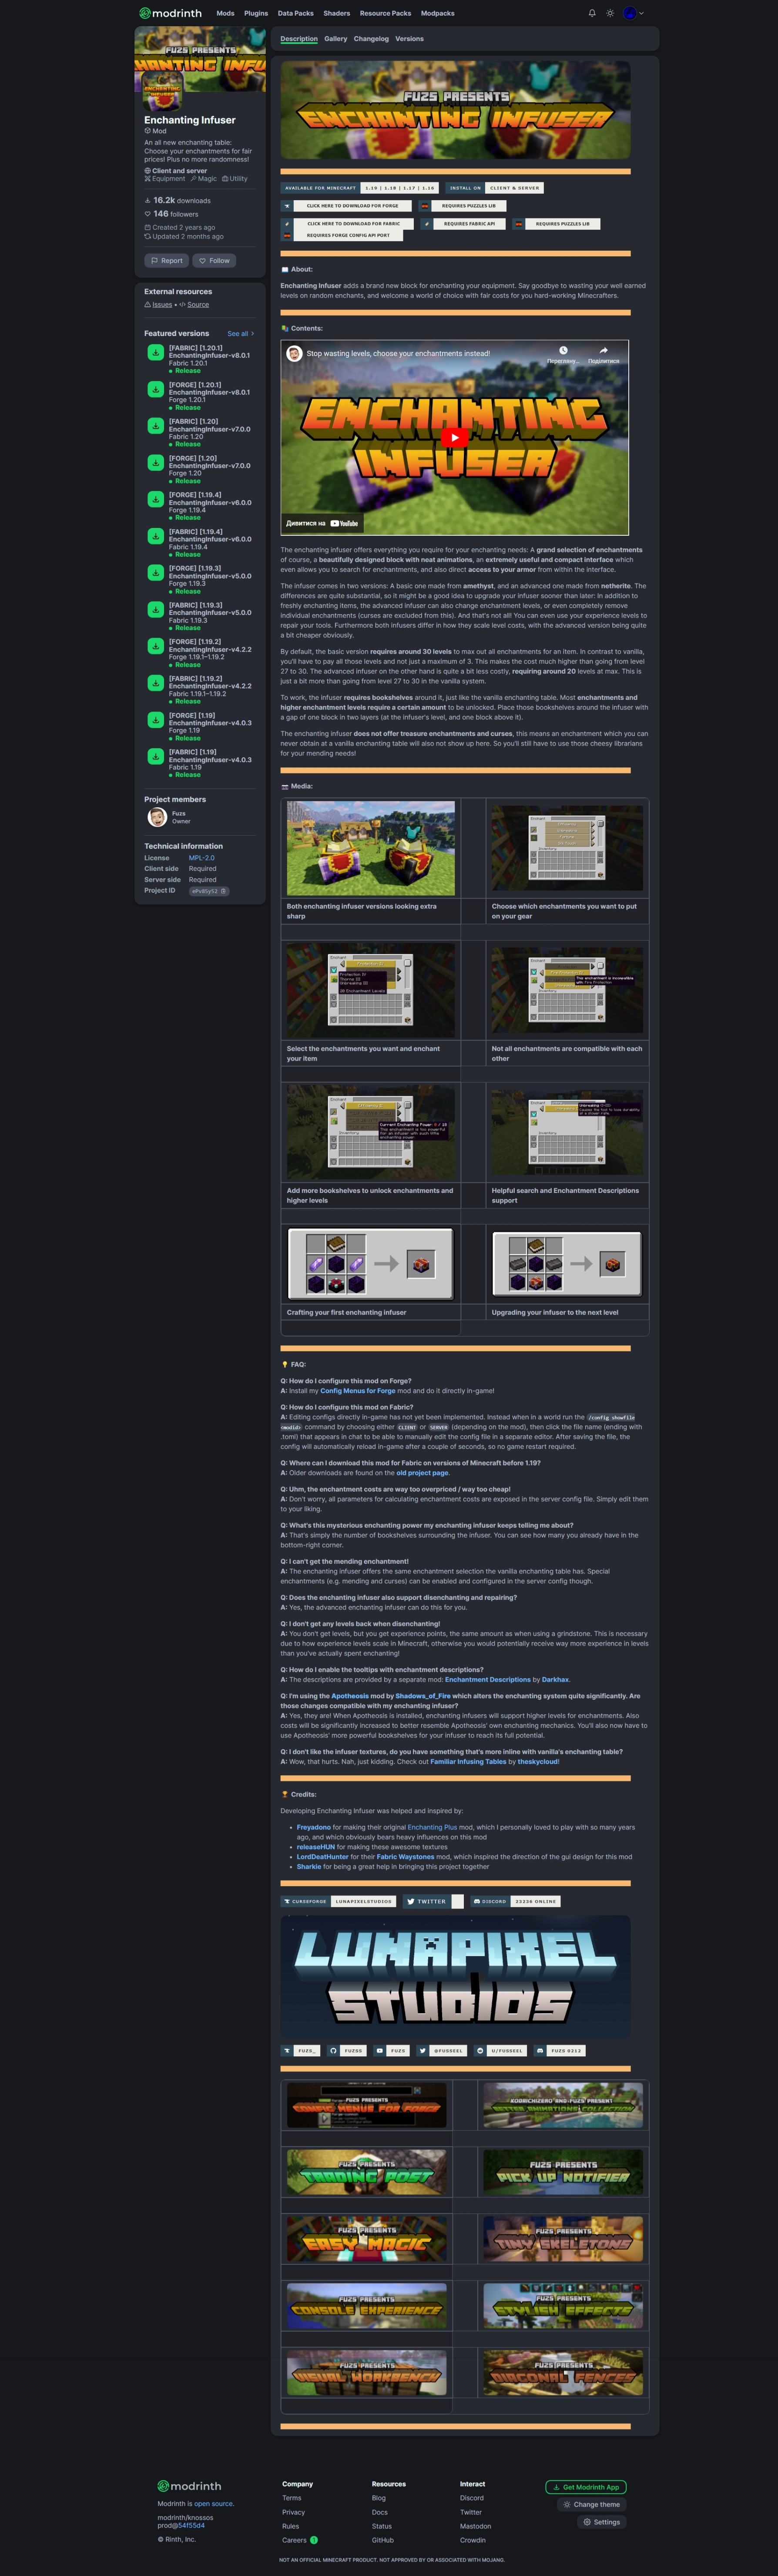 modrinth Mods Plugins Data Packs Shaders Resource Packs Modpacks
FUZS PRESENTS
ENCHANTING INFUSER
Enchanting Infuser
Mod
An all new enchanting table:
Choose your enchantments for fair
prices! Plus no more randomness!
Client and server
Equipment Magic Utility
16.2k downloads
146 followers
Created 2 years ago
Updated 2 months ago
Report Follow
External resources
Issues • Source
Featured versions See all
[FABRIC] [1.20.1]
EnchantingInfuser-v8.0.1
Fabric 1.20.1
Release
[FORGE] [1.20.1]
EnchantingInfuser-v8.0.1
Forge 1.20.1
Release
[FABRIC] [1.20]
EnchantingInfuser-v7.0.0
Fabric 1.20
Release
[FORGE] [1.20]
EnchantingInfuser-v7.0.0
Forge 1.20
Release
[FORGE] [1.19.4]
EnchantingInfuser-v6.0.0
Forge 1.19.4
Release
[FABRIC] [1.19.4]
EnchantingInfuser-v6.0.0
Fabric 1.19.4
Release
[FORGE] [1.19.3]
EnchantingInfuser-v5.0.0
Forge 1.19.3
Release
[FABRIC] [1.19.3]
EnchantingInfuser-v5.0.0
Fabric 1.19.3
Release
[FORGE] [1.19.2]
EnchantingInfuser-v4.2.2
Forge 1.19.1–1.19.2
Release
[FABRIC] [1.19.2]
EnchantingInfuser-v4.2.2
Fabric 1.19.1–1.19.2
Release
[FORGE] [1.19]
EnchantingInfuser-v4.0.3
Forge 1.19
Release
[FABRIC] [1.19]
EnchantingInfuser-v4.0.3
Fabric 1.19
Release
Project members
Fuzs
Owner
Technical information
License MPL-2.0
Client side Required
Server side Required
Project ID
Description Gallery Changelog Versions
FUZS PRESENTS
ENCHANTING INFUSER
AVAILABLE FOR MINECRAFT 1.19 | 1.18 | 1.17 | 1.16 INSTALL ON CLIENT & SERVER
CLICK HERE TO DOWNLOAD FOR FORGE REQUIRES PUZZLES LIB
CLICK HERE TO DOWNLOAD FOR FABRIC REQUIRES FABRIC API REQUIRES PUZZLES LIB
REQUIRES FORGE CONFIG API PORT
About:
Enchanting Infuser adds a brand new block for enchanting your equipment. Say goodbye to wasting your well earned
levels on random enchants, and welcome a world of choice with fair costs for you hard-working Minecrafters.
Contents:
Stop wasting levels, choose your enchantments instead!
Перегляну... Поділитися
ENCHANTING
INFUSER
Дивитися на YouTube
The enchanting infuser offers everything you require for your enchanting needs: A grand selection of enchantments
of course, a beautifully designed block with neat animations, an extremely useful and compact interface which
even allows you to search for enchantments, and also direct access to your armor from within the interface.
The infuser comes in two versions: A basic one made from amethyst, and an advanced one made from netherite. The
differences are quite substantial, so it might be a good idea to upgrade your infuser sooner than later: In addition to
freshly enchanting items, the advanced infuser can also change enchantment levels, or even completely remove
individual enchantments (curses are excluded from this). And that's not all! You can even use your experience levels to
repair your tools. Furthermore both infusers differ in how they scale level costs, with the advanced version being quite
a bit cheaper obviously.
By default, the basic version requires around 30 levels to max out all enchantments for an item. In contrast to vanilla,
you'll have to pay all those levels and not just a maximum of 3. This makes the cost much higher than going from level
27 to 30. The advanced infuser on the other hand is quite a bit less costly, requiring around 20 levels at max. This is
just a bit more than going from level 27 to 30 in the vanilla system.
To work, the infuser requires bookshelves around it, just like the vanilla enchanting table. Most enchantments and
higher enchantment levels require a certain amount to be unlocked. Place those bookshelves around the infuser with
a gap of one block in two layers (at the infuser's level, and one block above it).
The enchanting infuser does not offer treasure enchantments and curses, this means an enchantment which you can
never obtain at a vanilla enchanting table will also not show up here. So you'll still have to use those cheesy librarians
for your mending needs!
Media:
Both enchanting infuser versions looking extra
sharp
Choose which enchantments you want to put
on your gear
Select the enchantments you want and enchant
your item
Not all enchantments are compatible with each
other
Add more bookshelves to unlock enchantments and
higher levels
Helpful search and Enchantment Descriptions
support
Crafting your first enchanting infuser
Upgrading your infuser to the next level
FAQ:
Q: How do I configure this mod on Forge?
A: Install my Config Menus for Forge mod and do it directly in-game!
Q: How do I configure this mod on Fabric?
A: Editing configs directly in-game has not yet been implemented. Instead when in a world run the /config showfile
<modid> command by choosing either CLIENT or SERVER (depending on the mod), then click the file name (ending with
.toml) that appears in chat to be able to manually edit the config file in a separate editor. After saving the file, the
config will automatically reload in-game after a couple of seconds, so no game restart required.
Q: Where can I download this mod for Fabric on versions of Minecraft before 1.19?
A: Older downloads are found on the old project page.
Q: Uhm, the enchantment costs are way too overpriced / way too cheap!
A: Don't worry, all parameters for calculating enchantment costs are exposed in the server config file. Simply edit them
to your liking.
Q: What's this mysterious enchanting power my enchanting infuser keeps telling me about?
A: That's simply the number of bookshelves surrounding the infuser. You can see how many you already have in the
bottom-right corner.
Q: I can't get the mending enchantment!
A: The enchanting infuser offers the same enchantment selection the vanilla enchanting table has. Special
enchantments (e.g. mending and curses) can be enabled and configured in the server config though.
Q: Does the enchanting infuser also support disenchanting and repairing?
A: Yes, the advanced enchanting infuser can do this for you.
Q: I don't get any levels back when disenchanting!
A: You don't get levels, but you get experience points, the same amount as when using a grindstone. This is necessary
due to how experience levels scale in Minecraft, otherwise you would potentially receive way more experience in levels
than you've actually spent enchanting!
Q: How do I enable the tooltips with enchantment descriptions?
A: The descriptions are provided by a separate mod: Enchantment Descriptions by Darkhax.
Q: I'm using the Apotheosis mod by Shadows_of_Fire which alters the enchanting system quite significantly. Are
those changes compatible with my enchanting infuser?
A: Yes, they are! When Apotheosis is installed, enchanting infusers will support higher levels for enchantments. Also
costs will be significantly increased to better resemble Apotheosis' own enchanting mechanics. You'll also now have to
use Apotheosis' more powerful bookshelves for your infuser to reach its full potential.
Q: I don't like the infuser textures, do you have something that's more inline with vanilla's enchanting table?
A: Wow, that hurts. Nah, just kidding. Check out Familiar Infusing Tables by thoskycloud!
Credits:
Developing Enchanting Infuser was helped and inspired by:
Freyadono for making their original Enchanting Plus mod, which I personally loved to play with so many years
ago, and which obviously bears heavy influences on this mod
releaseHUN for making these awesome textures
LordDeatHunter for their Fabric Waystones mod, which inspired the direction of the gui design for this mod
Sharkie for being a great help in bringing this project together
CURSEFORGE LUNAPIXELSTUDIOS TWITTER DISCORD 23236 ONLINE
LUNAPIXEL
STUDIOS
FUZS_ FUZSS FUZS @FUSSEEL U/FUSSEEL FUZS 0212
FUZS PRESENTS
CONFIG MENUS FOR FORGE
KOBRICHIZERO AND FUZS PRESENT
BETTER ANIMATIONS COLLECTION
FUZS PRESENTS
TRADING POST
FUZS PRESENTS
PICK UP NOTIFIER
FUZS PRESENTS
EASY MAGIC
FUZS PRESENTS
TINY SKELETONS
FUZS PRESENTS
CONSOLE EXPERIENCE
FUZS PRESENTS
STYLISH EFFECTS
FUZS PRESENTS
VISUAL WORKBENCH
FUZS PRESENTS
DIAGONAL FENCES
modrinth
Modrinth is open source.
modrinth/knossos
prod@54f55d4
© Rinth, Inc.
Company
Terms
Privacy
Rules
Careers 1
Resources
Blog
Docs
Status
GitHub
Interact
Discord
Twitter
Mastodon
Crowdin
Get Modrinth App
Change theme
Settings
NOT AN OFFICIAL MINECRAFT PRODUCT. NOT APPROVED BY OR ASSOCIATED WITH MOJANG.